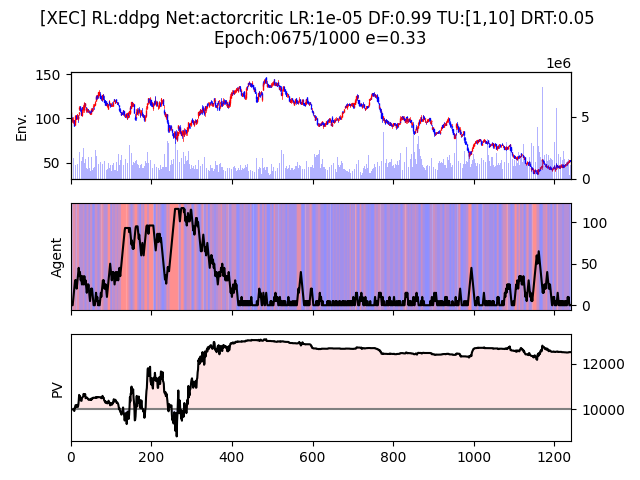 [XEC] RL:ddpg Net:actorcritic LR:1e-05 DF:0.99 TU:[1,10] DRT:0.05
Epoch:0675/1000 e=0.33
1e6
150
100
50
Env.
5
0
Agent
100
50
0
PV
12000
10000
0 200 400 600 800 1000 1200